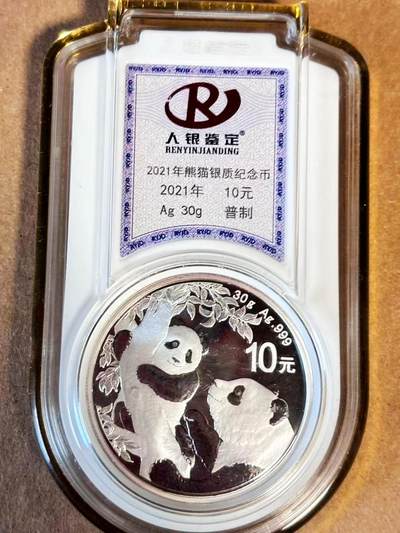 人银鉴定®
RENYINJIANDING
2021年熊猫银质纪念币
2021年 10元
Ag 30g 普制
30g Ag.999
10元